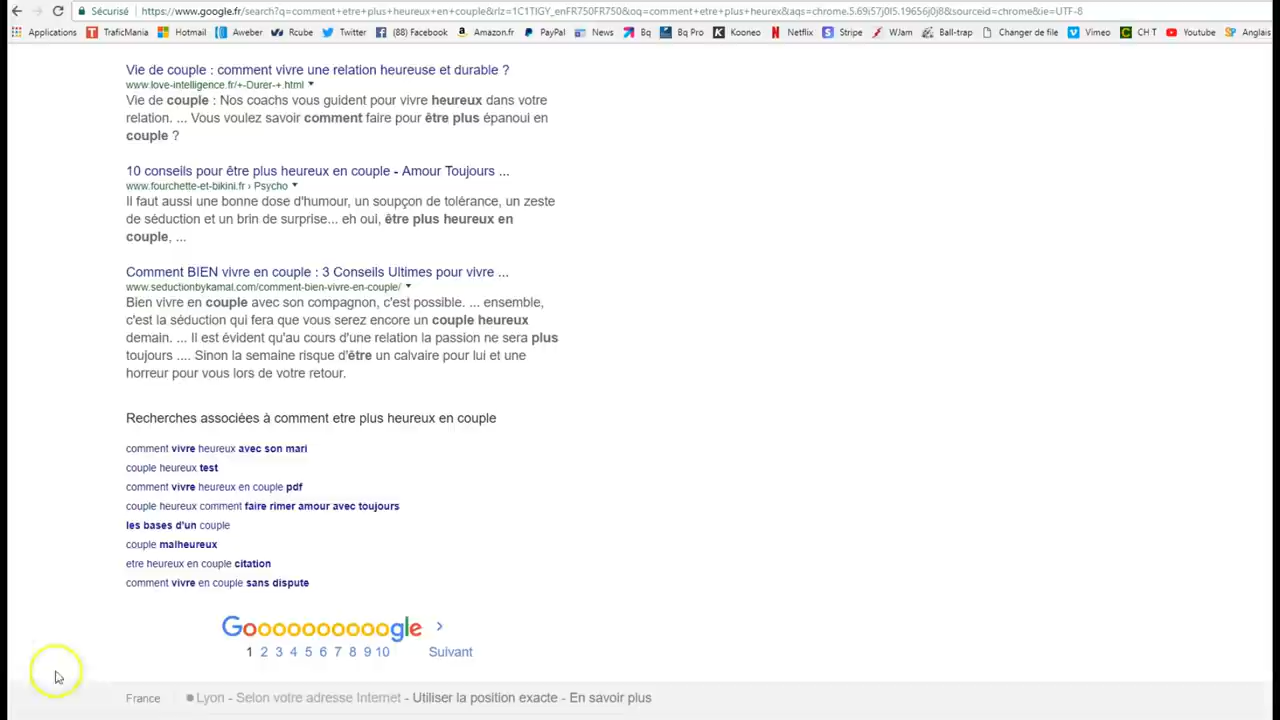 Sécurisé https://www.google.fr/search?q=comment+etre+plus+heureux+en+couple&rlz=1C1TIGY_enFR750FR750&oq=comment+etre+plus+heurex&aqs=chrome.5.69i57j0l5.19656j0j8&sourceid=chrome&ie=UTF-8
Applications TraficMania Hotmail Aweber Rcube Twitter (88) Facebook Amazon.fr PayPal News Bq Bq Pro Kooneo Netflix Stripe WJam Ball-trap Changer de file Vimeo CH T Youtube Anglais
Vie de couple : comment vivre une relation heureuse et durable ?
www.love-intelligence.fr/+-Durer-+.html
Vie de couple : Nos coachs vous guident pour vivre heureux dans votre
relation. ... Vous voulez savoir comment faire pour être plus épanoui en
couple ?
10 conseils pour être plus heureux en couple - Amour Toujours ...
www.fourchette-et-bikini.fr › Psycho
Il faut aussi une bonne dose d'humour, un soupçon de tolérance, un zeste
de séduction et un brin de surprise... eh oui, être plus heureux en
couple, ...
Comment BIEN vivre en couple : 3 Conseils Ultimes pour vivre ...
www.seductionbykamal.com/comment-bien-vivre-en-couple/
Bien vivre en couple avec son compagnon, c'est possible. ... ensemble,
c'est la séduction qui fera que vous serez encore un couple heureux
demain. ... Il est évident qu'au cours d'une relation la passion ne sera plus
toujours .... Sinon la semaine risque d'être un calvaire pour lui et une
horreur pour vous lors de votre retour.
Recherches associées à comment etre plus heureux en couple
comment vivre heureux avec son mari
couple heureux test
comment vivre heureux en couple pdf
couple heureux comment faire rimer amour avec toujours
les bases d'un couple
couple malheureux
etre heureux en couple citation
comment vivre en couple sans dispute
Goooooooooogle >
1 2 3 4 5 6 7 8 9 10 Suivant
France Lyon - Selon votre adresse Internet - Utiliser la position exacte - En savoir plus